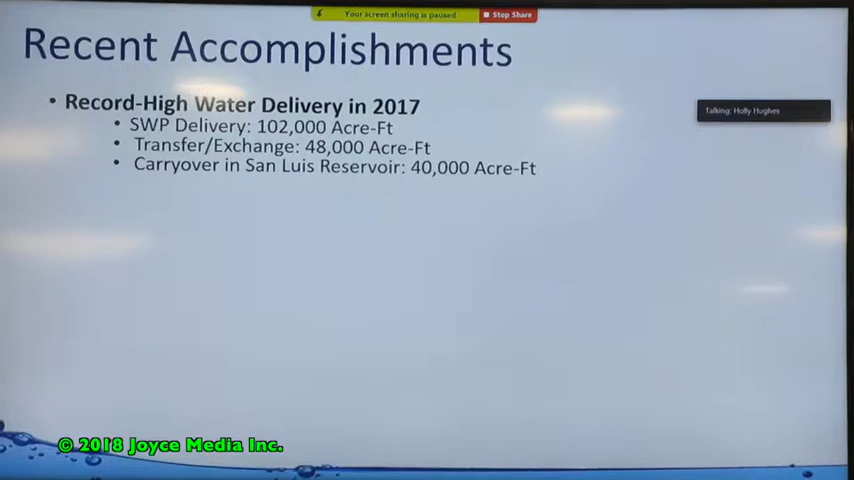 Your screen sharing is paused
Stop Share
Recent Accomplishments
• Record-High Water Delivery in 2017
• SWP Delivery: 102,000 Acre-Ft
• Transfer/Exchange: 48,000 Acre-Ft
• Carryover in San Luis Reservoir: 40,000 Acre-Ft
Talking: Holly Hughes
© 2018 Joyce Media Inc.